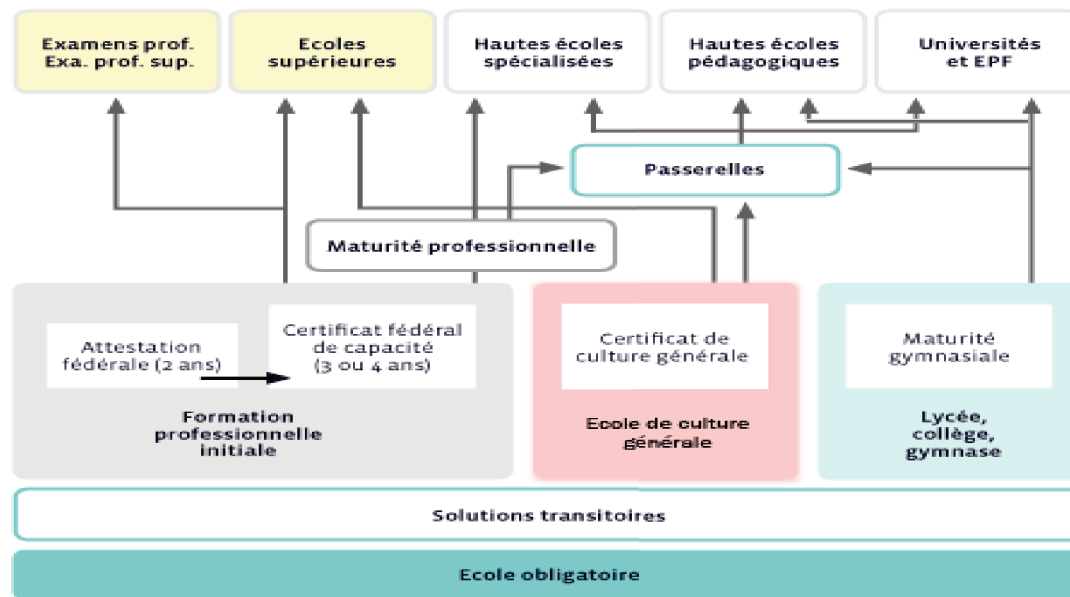 Examens prof.
Exa. prof. sup.
Ecoles
supérieures
Hautes écoles
spécialisées
Hautes écoles
pédagogiques
Universités
et EPF
Passerelles
Maturité professionnelle
Attestation
fédérale (2 ans)
Certificat fédéral
de capacité
(3 ou 4 ans)
Formation
professionnelle
initiale
Certificat de
culture générale
Ecole de culture
générale
Maturité
gymnasiale
Lycée,
collège,
gymnase
Solutions transitoires
Ecole obligatoire